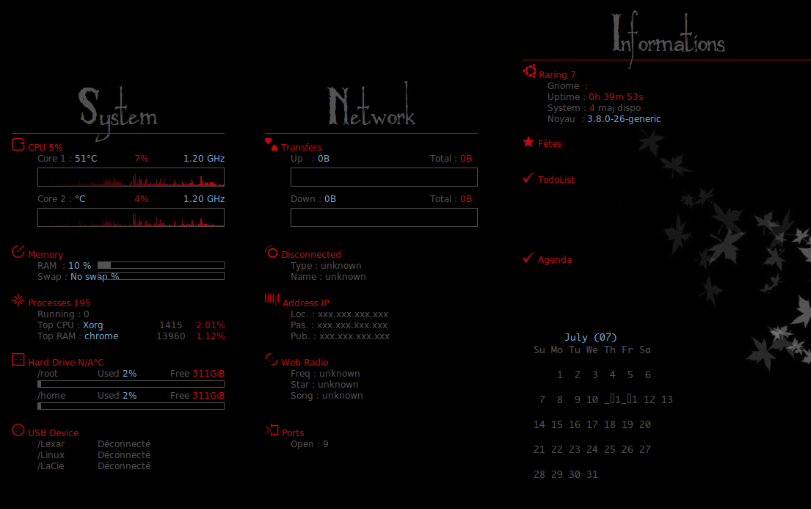 System
CPU 5%
Core 1 : 51°C 7% 1.20 GHz
Core 2 : °C 4% 1.20 GHz
Memory
RAM : 10 %
Swap : No swap %
Processes 195
Running : 0
Top CPU : Xorg 1415 2.01%
Top RAM : chrome 13960 1.12%
Hard Drive N/A°C
/root Used 2% Free 311GiB
/home Used 2% Free 311GiB
USB Device
/Lexar Déconnecté
/Linux Déconnecté
/LaCie Déconnecté
Network
Transfers
Up : 0B Total : 0B
Down : 0B Total : 0B
Disconnected
Type : unknown
Name : unknown
Address IP
Loc. : xxx.xxx.xxx.xxx
Pas. : xxx.xxx.xxx.xxx
Pub. : xxx.xxx.xxx.xxx
Web Radio
Freq : unknown
Star : unknown
Song : unknown
Ports
Open : 9
Informations
Raring 7
Gnome :
Uptime : 0h 39m 53s
System : 4 maj dispo
Noyau : 3.8.0-26-generic
Fêtes
TodoList
Agenda
July (07)
Su Mo Tu We Th Fr Sa
1 2 3 4 5 6
7 8 9 10 _▯1_▯1 12 13
14 15 16 17 18 19 20
21 22 23 24 25 26 27
28 29 30 31